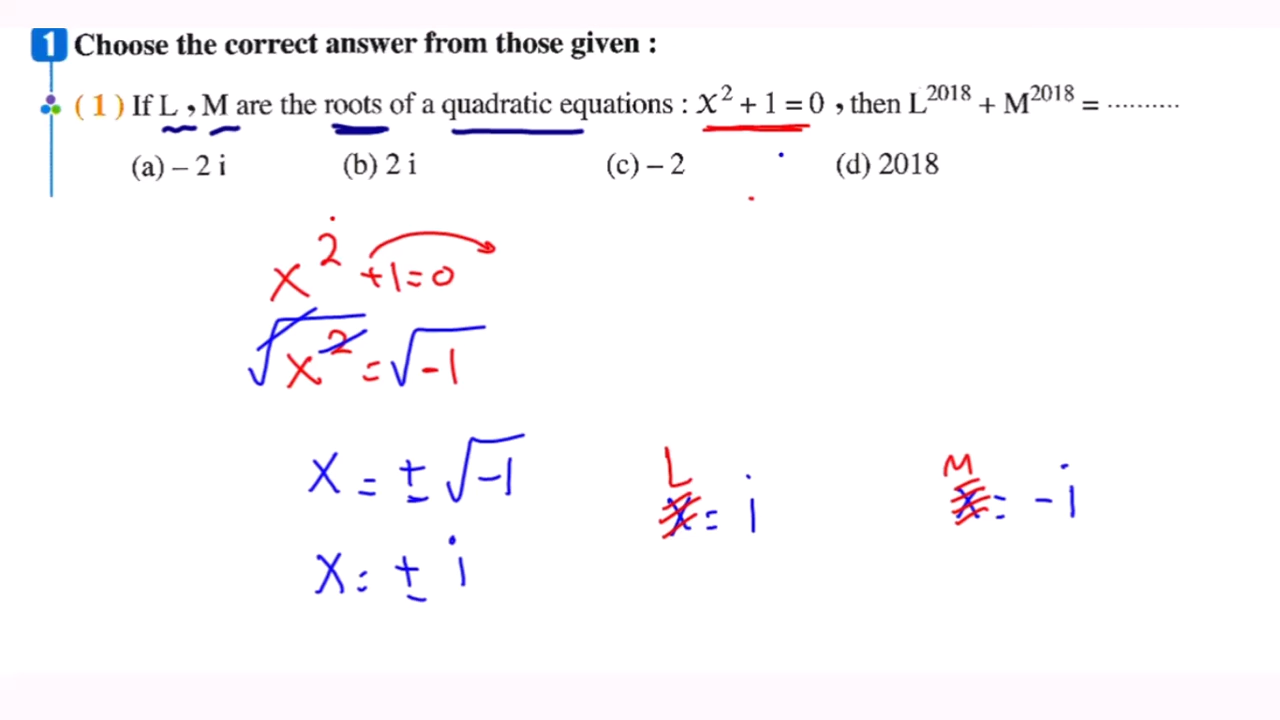 1 Choose the correct answer from those given :
( 1 ) If L , M are the roots of a quadratic equations : x² + 1 = 0 , then L²⁰¹⁸ + M²⁰¹⁸ = ..........
(a) – 2 i (b) 2 i (c) – 2 (d) 2018
x² +1=0
√x² = √-1
x = ± √-1
L x = i
M x = -i
x = ± i